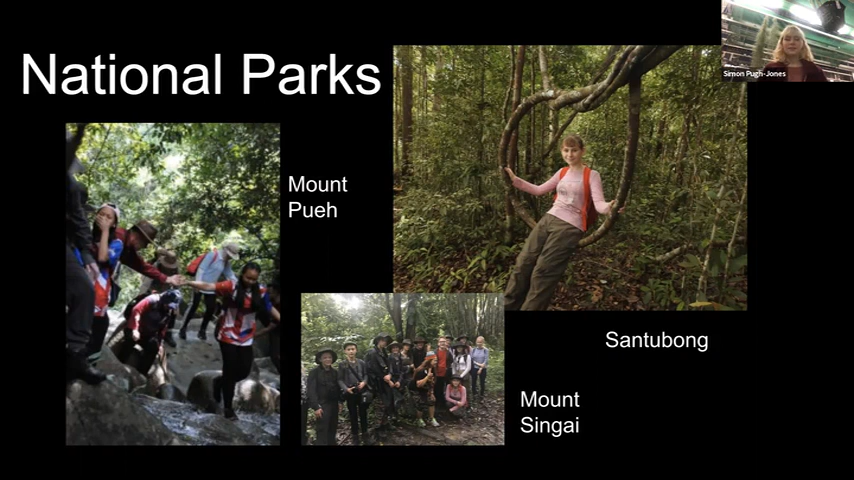 National Parks
Simon Pugh-Jones
Mount
Pueh
Santubong
Mount
Singai